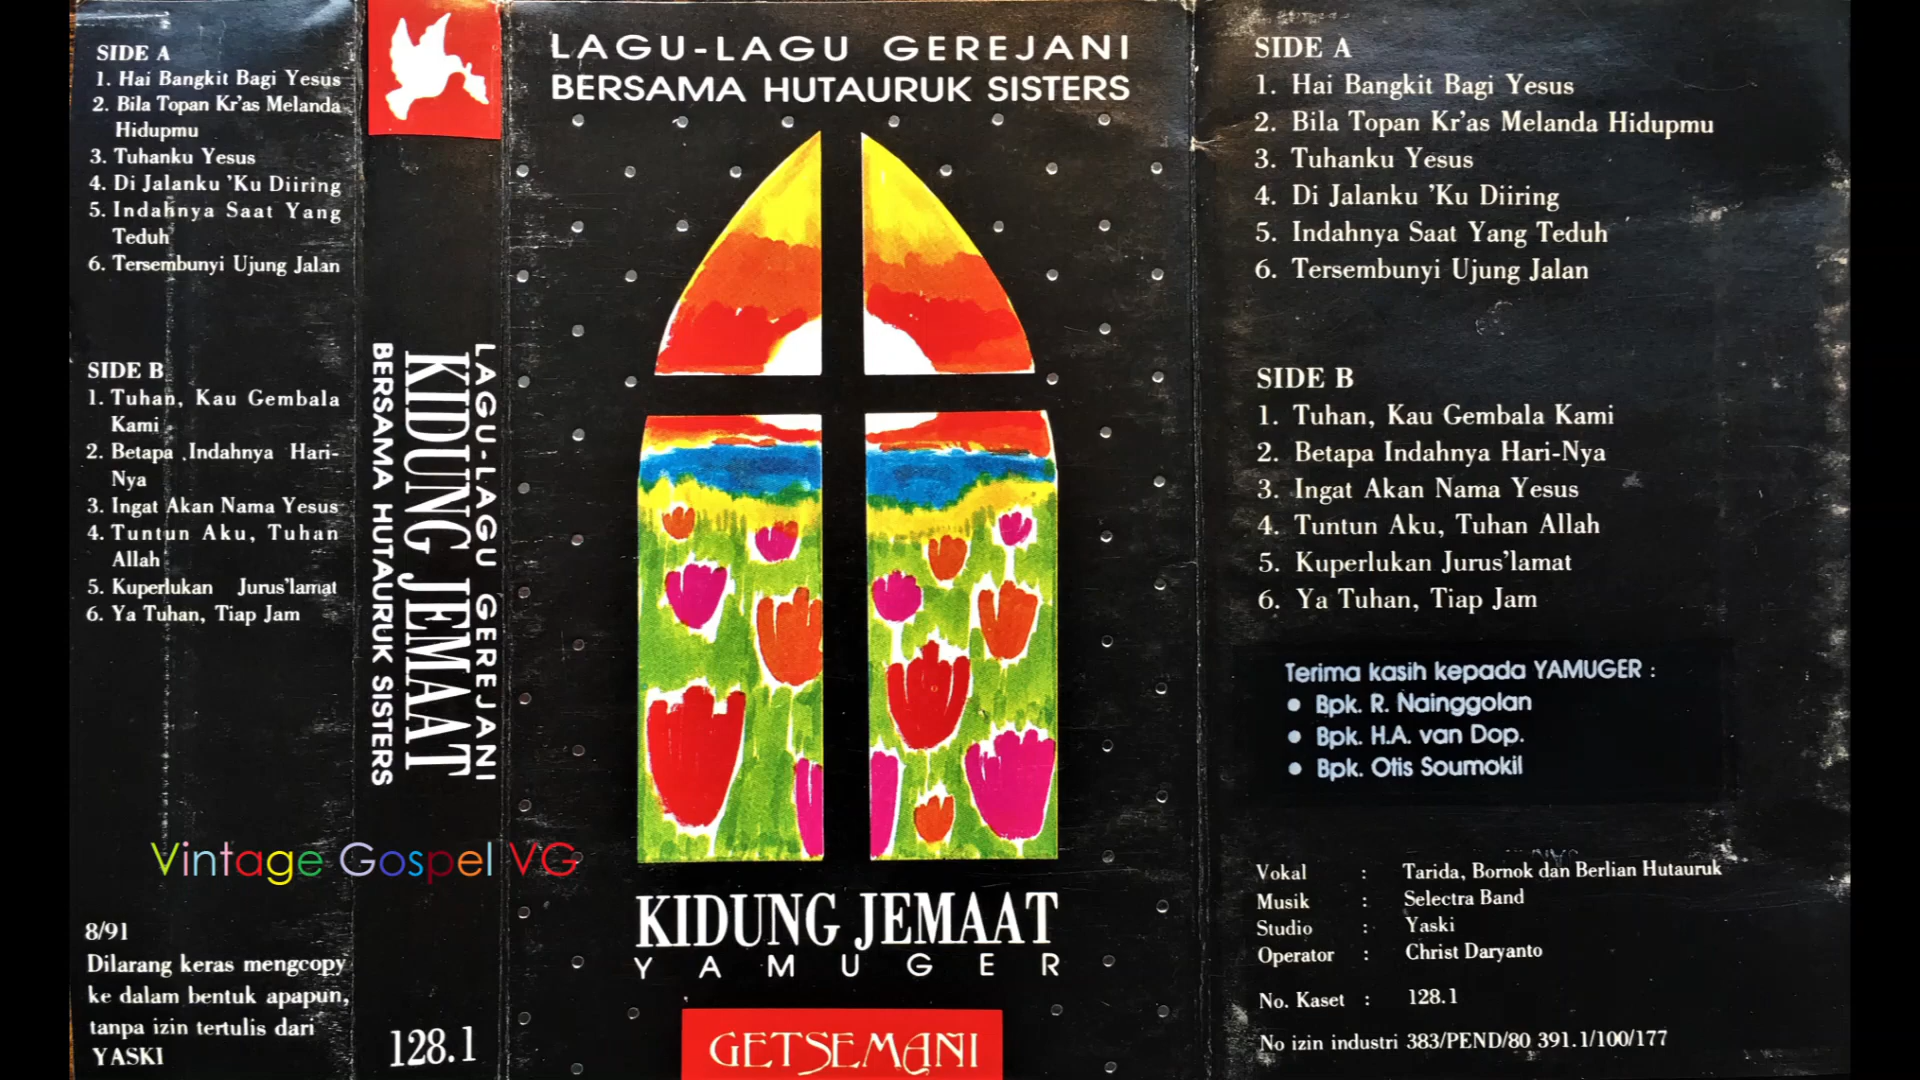 SIDE A
1. Hai Bangkit Bagi Yesus
2. Bila Topan Kr'as Melanda
Hidupmu
3. Tuhanku Yesus
4. Di Jalanku 'Ku Diiring
5. Indahnya Saat Yang
Teduh
6. Tersembunyi Ujung Jalan
SIDE B
1. Tuhan, Kau Gembala
Kami
2. Betapa Indahnya Hari-
Nya
3. Ingat Akan Nama Yesus
4. Tuntun Aku, Tuhan
Allah
5. Kuperlukan Jurus'lamat
6. Ya Tuhan, Tiap Jam
Vintage Gospel VG
8/91
Dilarang keras mengcopy
ke dalam bentuk apapun,
tanpa izin tertulis dari
YASKI
LAGU-LAGU GEREJANI
KIDUNG JEMAAT
BERSAMA HUTAURUK SISTERS
128.1
LAGU-LAGU GEREJANI
BERSAMA HUTAURUK SISTERS
KIDUNG JEMAAT
YAMUGER
GETSEMANI
SIDE A
1. Hai Bangkit Bagi Yesus
2. Bila Topan Kr'as Melanda Hidupmu
3. Tuhanku Yesus
4. Di Jalanku 'Ku Diiring
5. Indahnya Saat Yang Teduh
6. Tersembunyi Ujung Jalan
SIDE B
1. Tuhan, Kau Gembala Kami
2. Betapa Indahnya Hari-Nya
3. Ingat Akan Nama Yesus
4. Tuntun Aku, Tuhan Allah
5. Kuperlukan Jurus'lamat
6. Ya Tuhan, Tiap Jam
Terima kasih kepada YAMUGER :
• Bpk. R. Nainggolan
• Bpk. H.A. van Dop.
• Bpk. Otis Soumokil
Vokal : Tarida, Bornok dan Berlian Hutauruk
Musik : Selectra Band
Studio : Yaski
Operator : Christ Daryanto
No. Kaset : 128.1
No izin industri 383/PEND/80 391.1/100/177